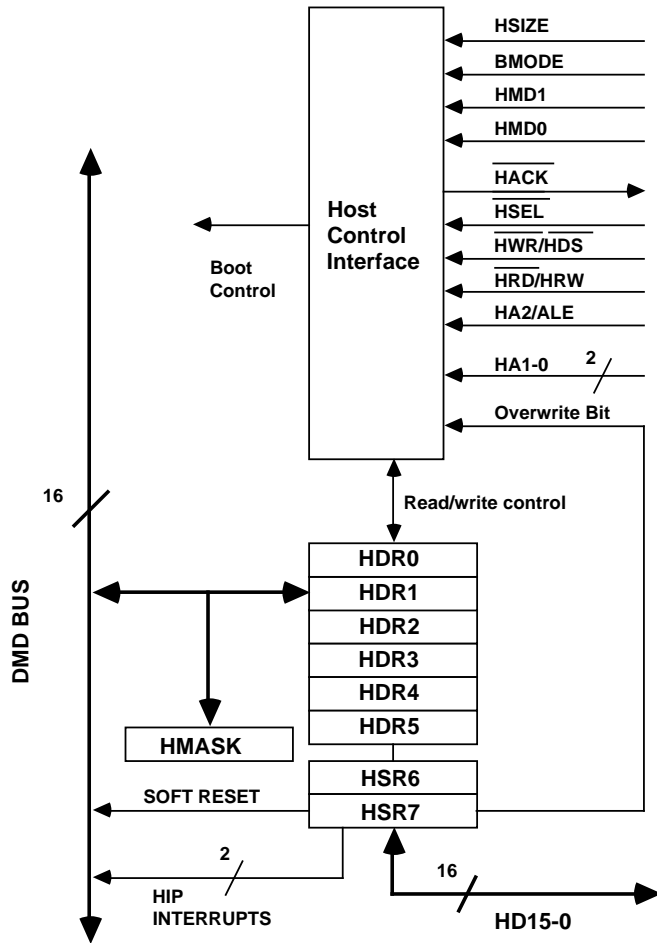 HSIZE
BMODE
HMD1
HMD0
HACK
HSEL
HWR/HDS
HRD/HRW
HA2/ALE
HA1-0
2
Overwrite Bit
Host
Control
Interface
Boot
Control
Read/write control
16
DMD BUS
HDR0
HDR1
HDR2
HDR3
HDR4
HDR5
HMASK
HSR6
HSR7
SOFT RESET
2
HIP
INTERRUPTS
16
HD15-0